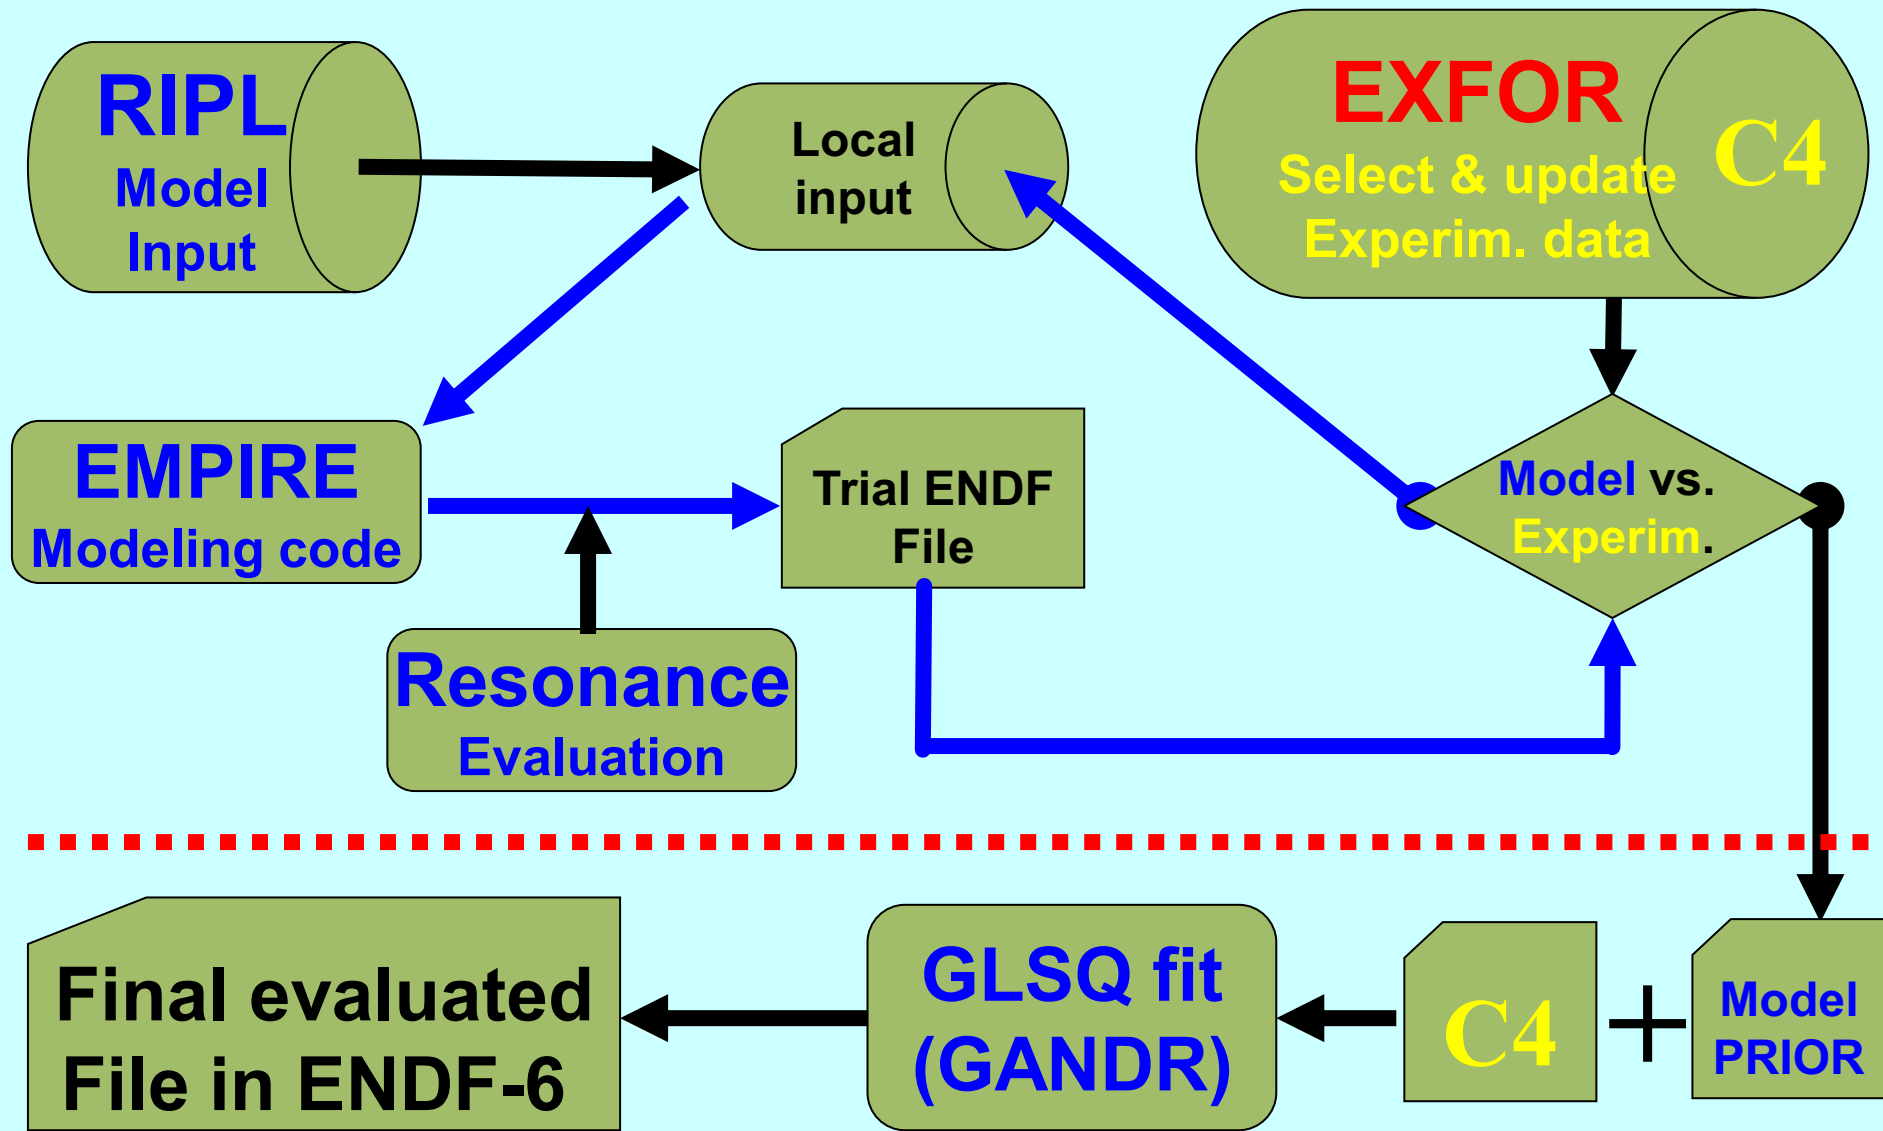 RIPL
Model
Input
Local
input
EXFOR
Select & update
Experim. data
C4
EMPIRE
Modeling code
Trial ENDF
File
Model vs.
Experim.
Resonance
Evaluation
Final evaluated
File in ENDF-6
GLSQ fit
(GANDR)
C4
+
Model
PRIOR